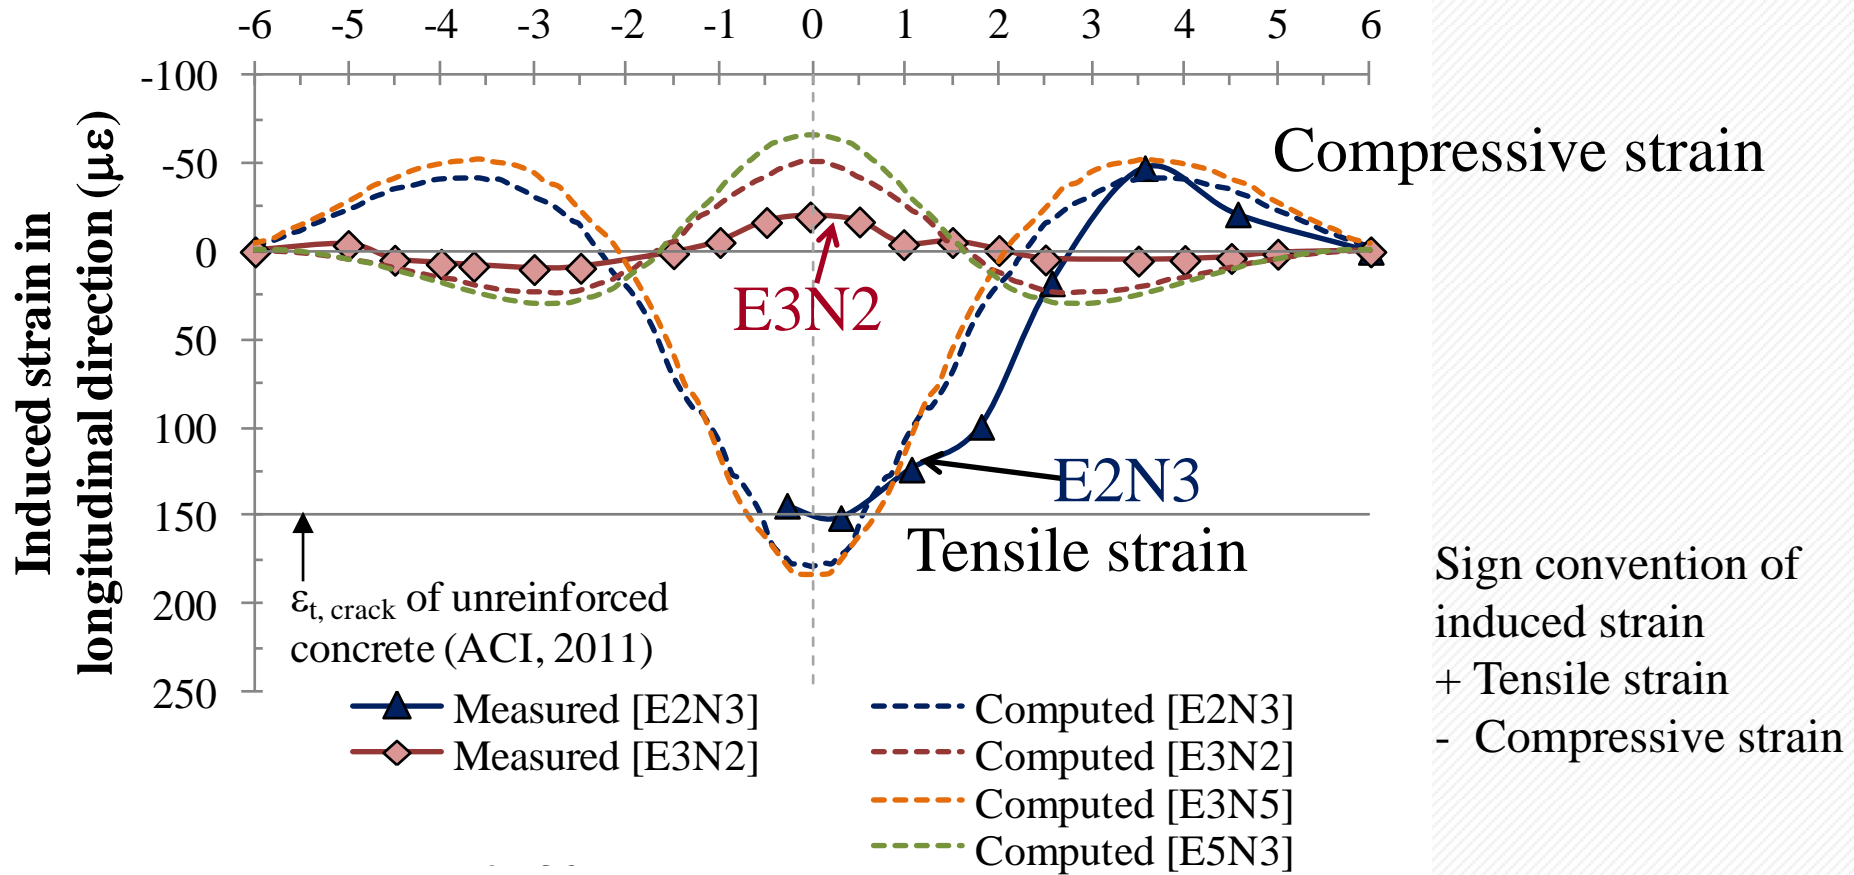 -6 -5 -4 -3 -2 -1 0 1 2 3 4 5 6
-100
-50
0
50
100
150
200
250
Induced strain in
longitudinal direction (με)
Compressive strain
E3N2
E2N3
Tensile strain
εt, crack of unreinforced
concrete (ACI, 2011)
Measured [E2N3]
Measured [E3N2]
Computed [E2N3]
Computed [E3N2]
Computed [E3N5]
Computed [E5N3]
Sign convention of
induced strain
+ Tensile strain
- Compressive strain